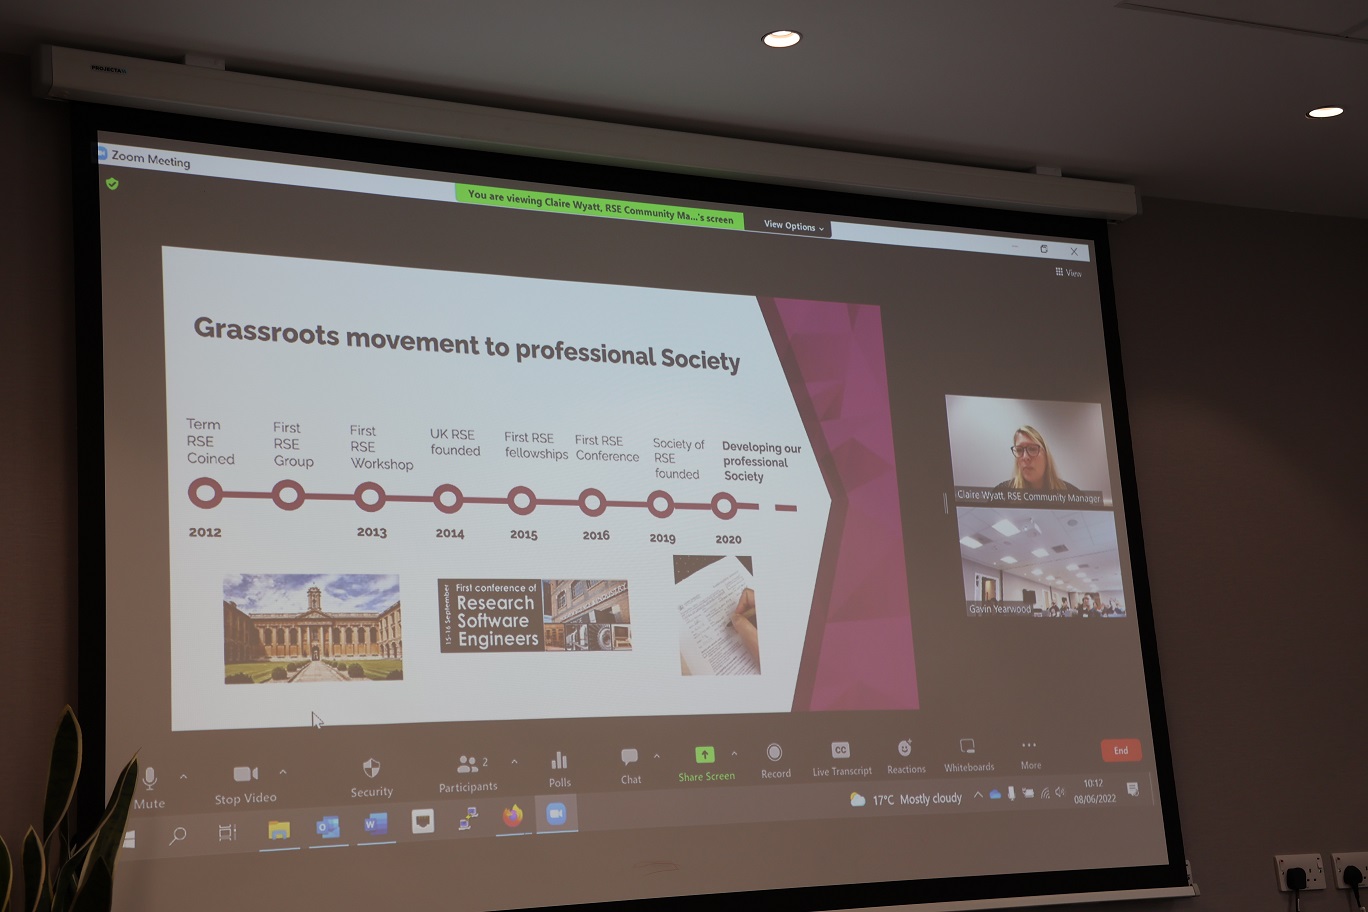 PROJECTA
Zoom Meeting
You are viewing Claire Wyatt, RSE Community Ma...'s screen
View Options
View
Grassroots movement to professional Society
Term
RSE
Coined
First
RSE
Group
First
RSE
Workshop
UK RSE
founded
First RSE
fellowships
First RSE
Conference
Society of
RSE
founded
Developing our
professional
Society
2012
2013
2014
2015
2016
2019
2020
15-16 September
First conference of
Research
Software
Engineers
Claire Wyatt, RSE Community Manager
Gavin Yearwood
Mute
Stop Video
Security
Participants
2
Polls
Chat
Share Screen
Record
CC
Live Transcript
Reactions
Whiteboards
More
End
17°C Mostly cloudy
10:12
08/06/2022